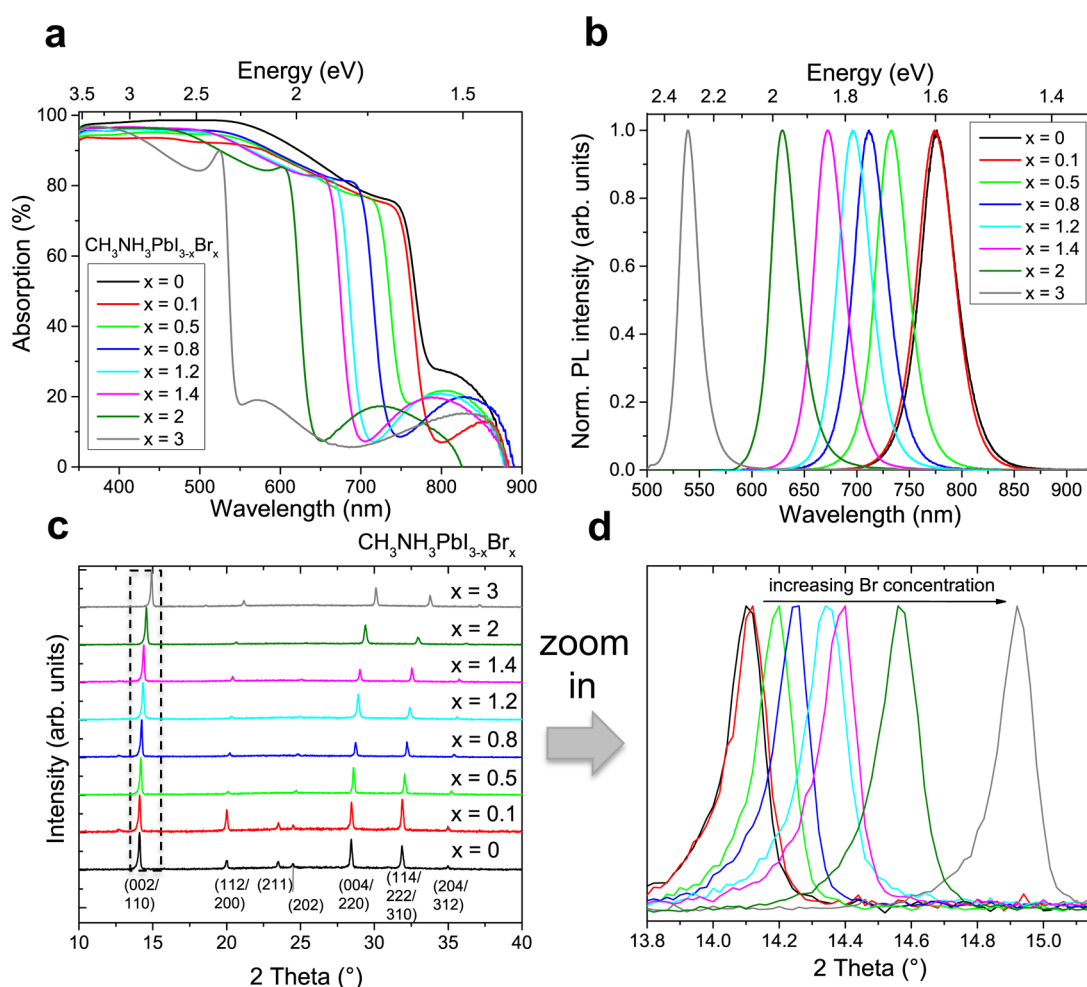 a
Energy (eV)
3.5 3 2.5 2 1.5
Absorption (%)
100
80
60
40
20
0
CH3NH3PbI3-xBrx
x = 0
x = 0.1
x = 0.5
x = 0.8
x = 1.2
x = 1.4
x = 2
x = 3
400 500 600 700 800 900
Wavelength (nm)
b
Energy (eV)
2.4 2.2 2 1.8 1.6 1.4
Norm. PL intensity (arb. units)
1.0
0.8
0.6
0.4
0.2
0.0
x = 0
x = 0.1
x = 0.5
x = 0.8
x = 1.2
x = 1.4
x = 2
x = 3
500 550 600 650 700 750 800 850 900
Wavelength (nm)
c
CH3NH3PbI3-xBrx
Intensity (arb. units)
x = 3
x = 2
x = 1.4
x = 1.2
x = 0.8
x = 0.5
x = 0.1
x = 0
(002/
110)
(112/
200)
(211)
(202)
(004/
220)
(114/
222/
310)
(204/
312)
10 15 20 25 30 35 40
2 Theta (°)
zoom
in
d
increasing Br concentration
13.8 14.0 14.2 14.4 14.6 14.8 15.0
2 Theta (°)